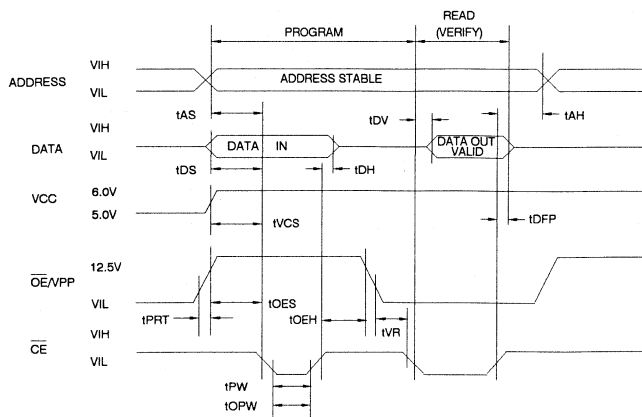 READ
PROGRAM (VERIFY)
VIH
ADDRESS ADDRESS STABLE
VIL
tAS tDV tAH
VIH
DATA DATA IN DATA OUT
VIL VALID
tDS tDH
6.0V
VCC
5.0V tDFP
tVCS
12.5V
OE/VPP
VIL tOES
tPRT tOEH
VIH tVR
CE
VIL
tPW
tOPW